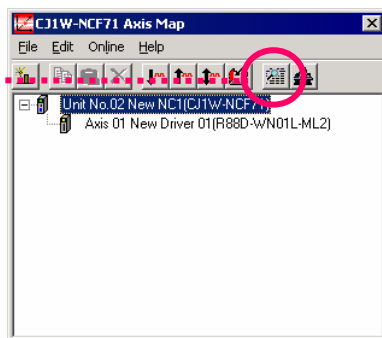 CJ1W-NCF71 Axis Map
File Edit Online Help
Unit No.02 New NC1(CJ1W-NCF71)
Axis 01 New Driver 01(R88D-WN01L-ML2)